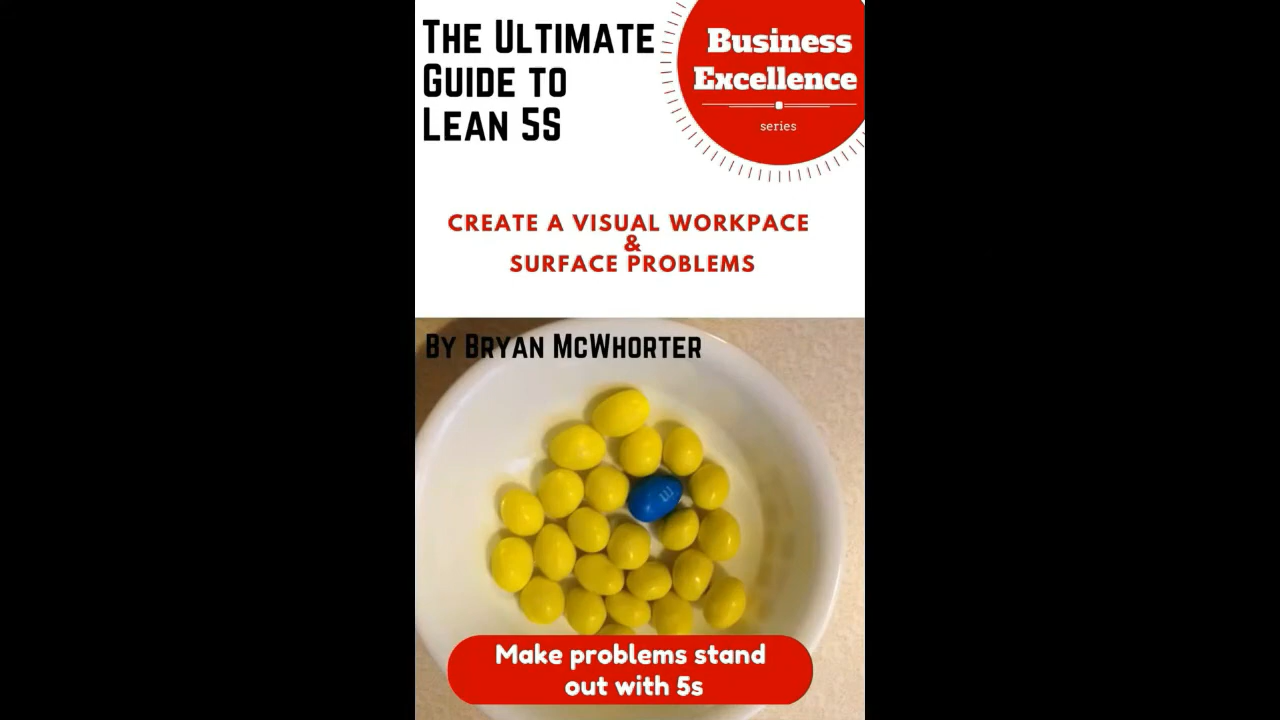 The Ultimate
Guide to
Lean 5S
Business
Excellence
series
CREATE A VISUAL WORKPACE
&
SURFACE PROBLEMS
By Bryan McWhorter
m
Make problems stand
out with 5s